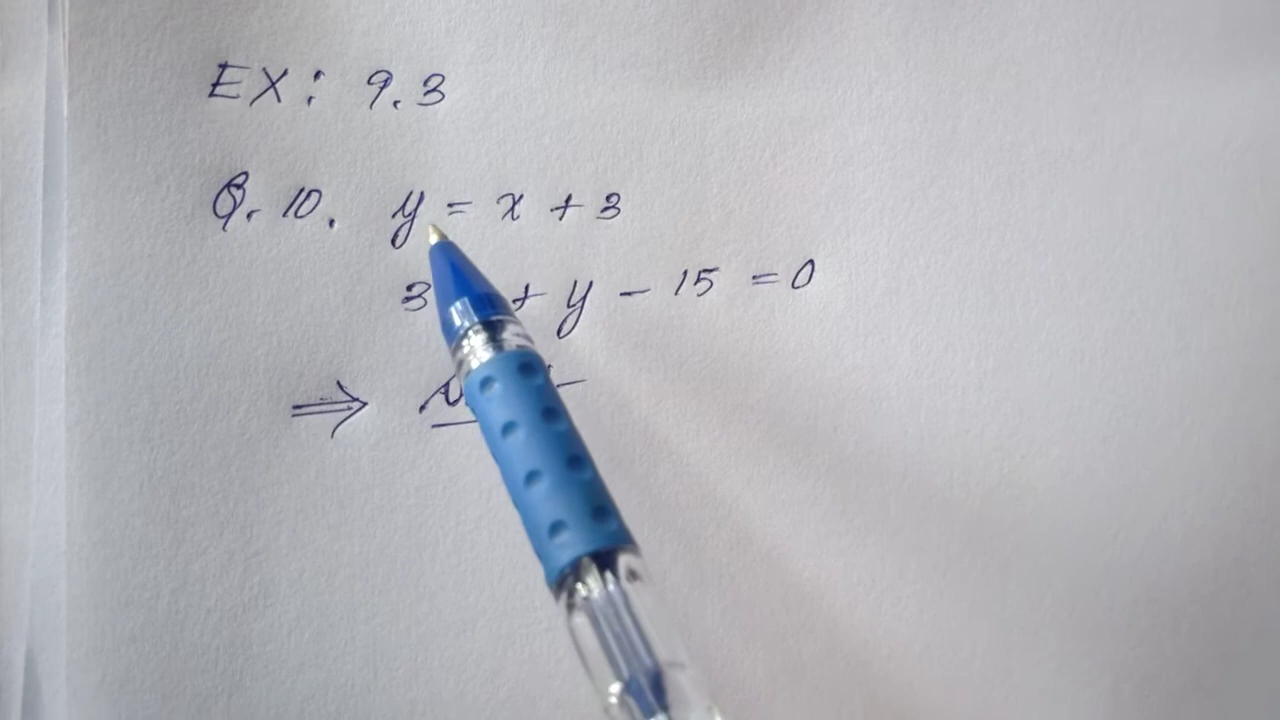 EX: 9.3
Q. 10. y = x + 3
3 + y - 15 = 0
⇒